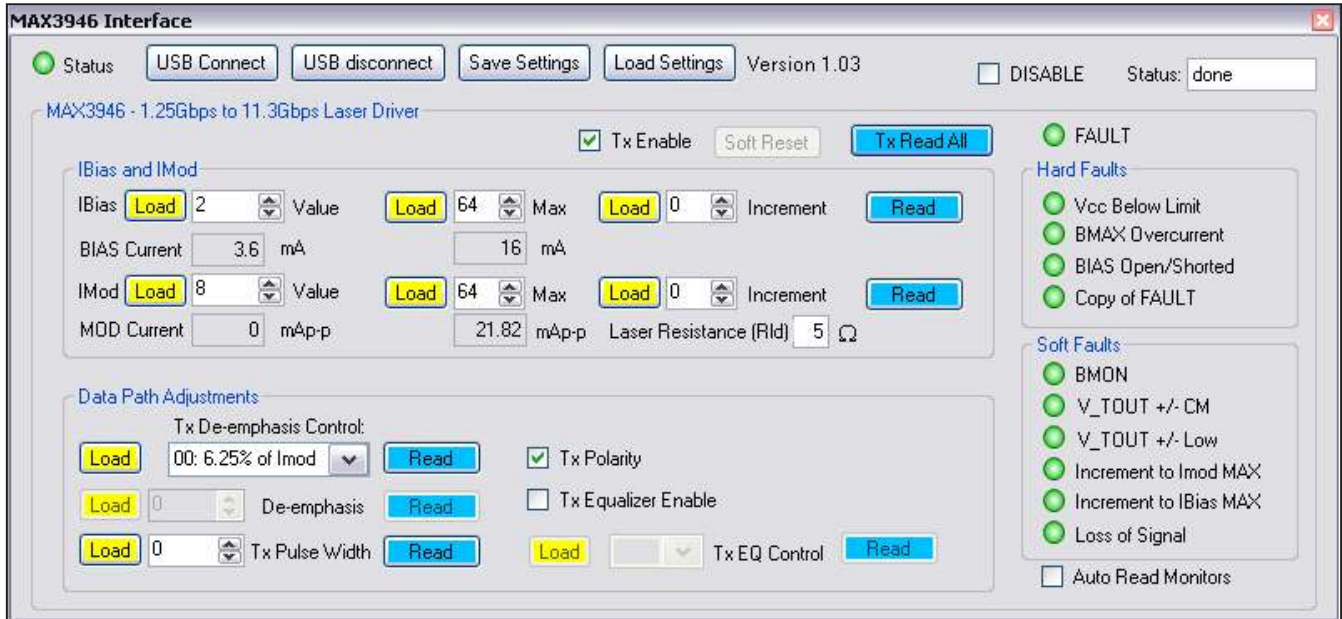 MAX3946 Interface
Status USB Connect USB disconnect Save Settings Load Settings Version 1.03 DISABLE Status: done
MAX3946 - 1.25Gbps to 11.3Gbps Laser Driver
Tx Enable Soft Reset Tx Read All
IBias and IMod
IBias Load 2 Value Load 64 Max Load 0 Increment Read
BIAS Current 3.6 mA 16 mA
IMod Load 8 Value Load 64 Max Load 0 Increment Read
MOD Current 0 mAp-p 21.82 mAp-p Laser Resistance (Rld) 5 Ω
Data Path Adjustments
Tx De-emphasis Control:
Load 00: 6.25% of Imod Read Tx Polarity
Load 0 De-emphasis Read Tx Equalizer Enable
Load 0 Tx Pulse Width Read Load Tx EQ Control Read
FAULT
Hard Faults
Vcc Below Limit
BMAX Overcurrent
BIAS Open/Shorted
Copy of FAULT
Soft Faults
BMON
V_TOUT +/- CM
V_TOUT +/- Low
Increment to Imod MAX
Increment to IBias MAX
Loss of Signal
Auto Read Monitors